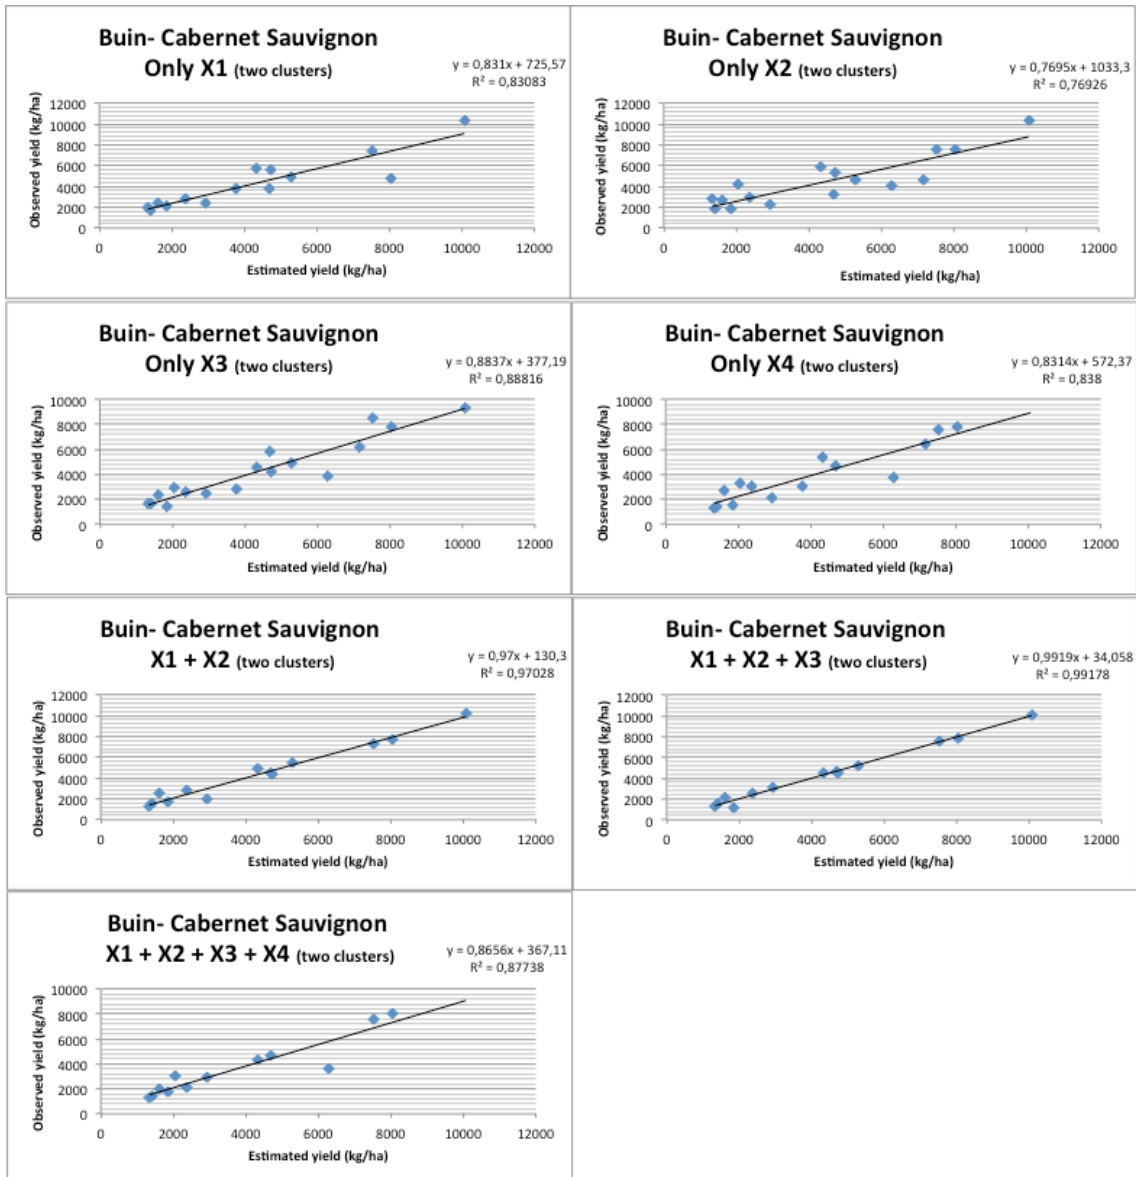 Buin- Cabernet Sauvignon
Only X1 (two clusters)
y = 0,831x + 725,57
R² = 0,83083
Observed yield (kg/ha)
12000
10000
8000
6000
4000
2000
0
0 2000 4000 6000 8000 10000 12000
Estimated yield (kg/ha)
Buin- Cabernet Sauvignon
Only X2 (two clusters)
y = 0,7695x + 1033,3
R² = 0,76926
Observed yield (kg/ha)
12000
10000
8000
6000
4000
2000
0
0 2000 4000 6000 8000 10000 12000
Estimated yield (kg/ha)
Buin- Cabernet Sauvignon
Only X3 (two clusters)
y = 0,8837x + 377,19
R² = 0,88816
Observed yield (kg/ha)
10000
8000
6000
4000
2000
0
0 2000 4000 6000 8000 10000 12000
Estimated yield (kg/ha)
Buin- Cabernet Sauvignon
Only X4 (two clusters)
y = 0,8314x + 572,37
R² = 0,838
Observed yield (kg/ha)
10000
8000
6000
4000
2000
0
0 2000 4000 6000 8000 10000 12000
Estimated yield (kg/ha)
Buin- Cabernet Sauvignon
X1 + X2 (two clusters)
y = 0,97x + 130,3
R² = 0,97028
Observed yield (kg/ha)
12000
10000
8000
6000
4000
2000
0
0 2000 4000 6000 8000 10000 12000
Estimated yield (kg/ha)
Buin- Cabernet Sauvignon
X1 + X2 + X3 (two clusters)
y = 0,9919x + 34,058
R² = 0,99178
Observed yield (kg/ha)
12000
10000
8000
6000
4000
2000
0
0 2000 4000 6000 8000 10000 12000
Estimated yield (kg/ha)
Buin- Cabernet Sauvignon
X1 + X2 + X3 + X4 (two clusters)
y = 0,8656x + 367,11
R² = 0,87738
Observed yield (kg/ha)
10000
8000
6000
4000
2000
0
0 2000 4000 6000 8000 10000 12000
Estimated yield (kg/ha)